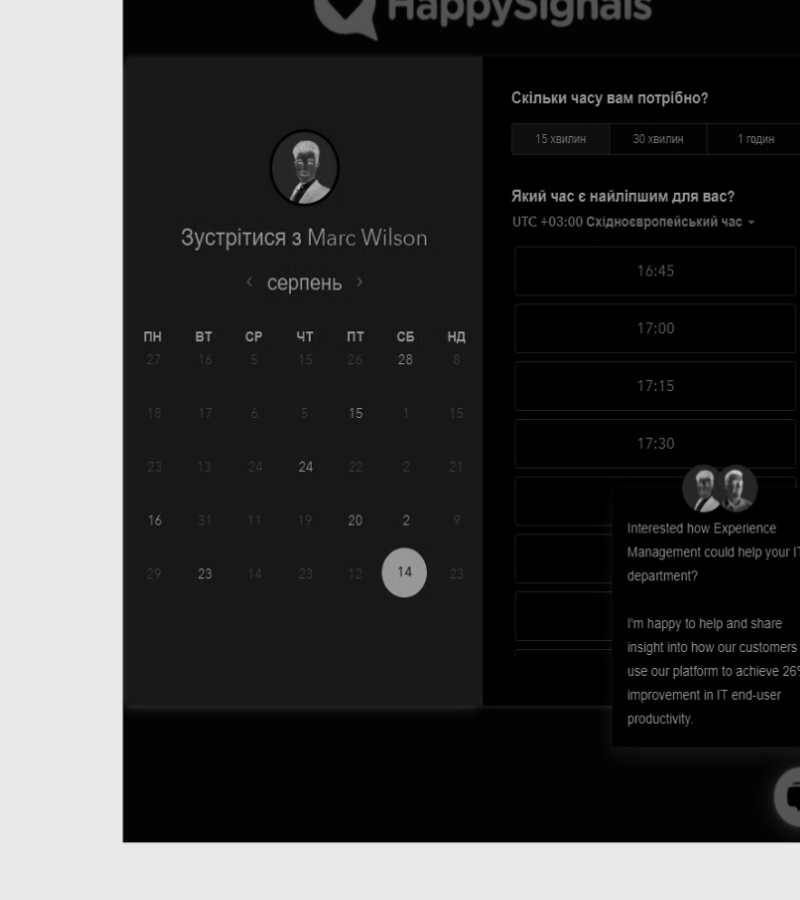 HappySignals
Зустрітися з Marc Wilson
серпень
ПН ВТ СР ЧТ ПТ СБ НД
27 16 5 15 26 28 8
18 17 6 5 15 1 15
23 13 24 24 22 2 21
16 31 11 19 20 2 9
29 23 14 23 12 14 23
Скільки часу вам потрібно?
15 хвилин 30 хвилин 1 годин
Який час є найліпшим для вас?
UTC +03:00 Східноєвропейський час
16:45
17:00
17:15
17:30
Interested how Experience
Management could help your IT
department?
I'm happy to help and share
insight into how our customers
use our platform to achieve 26%
improvement in IT end-user
productivity.